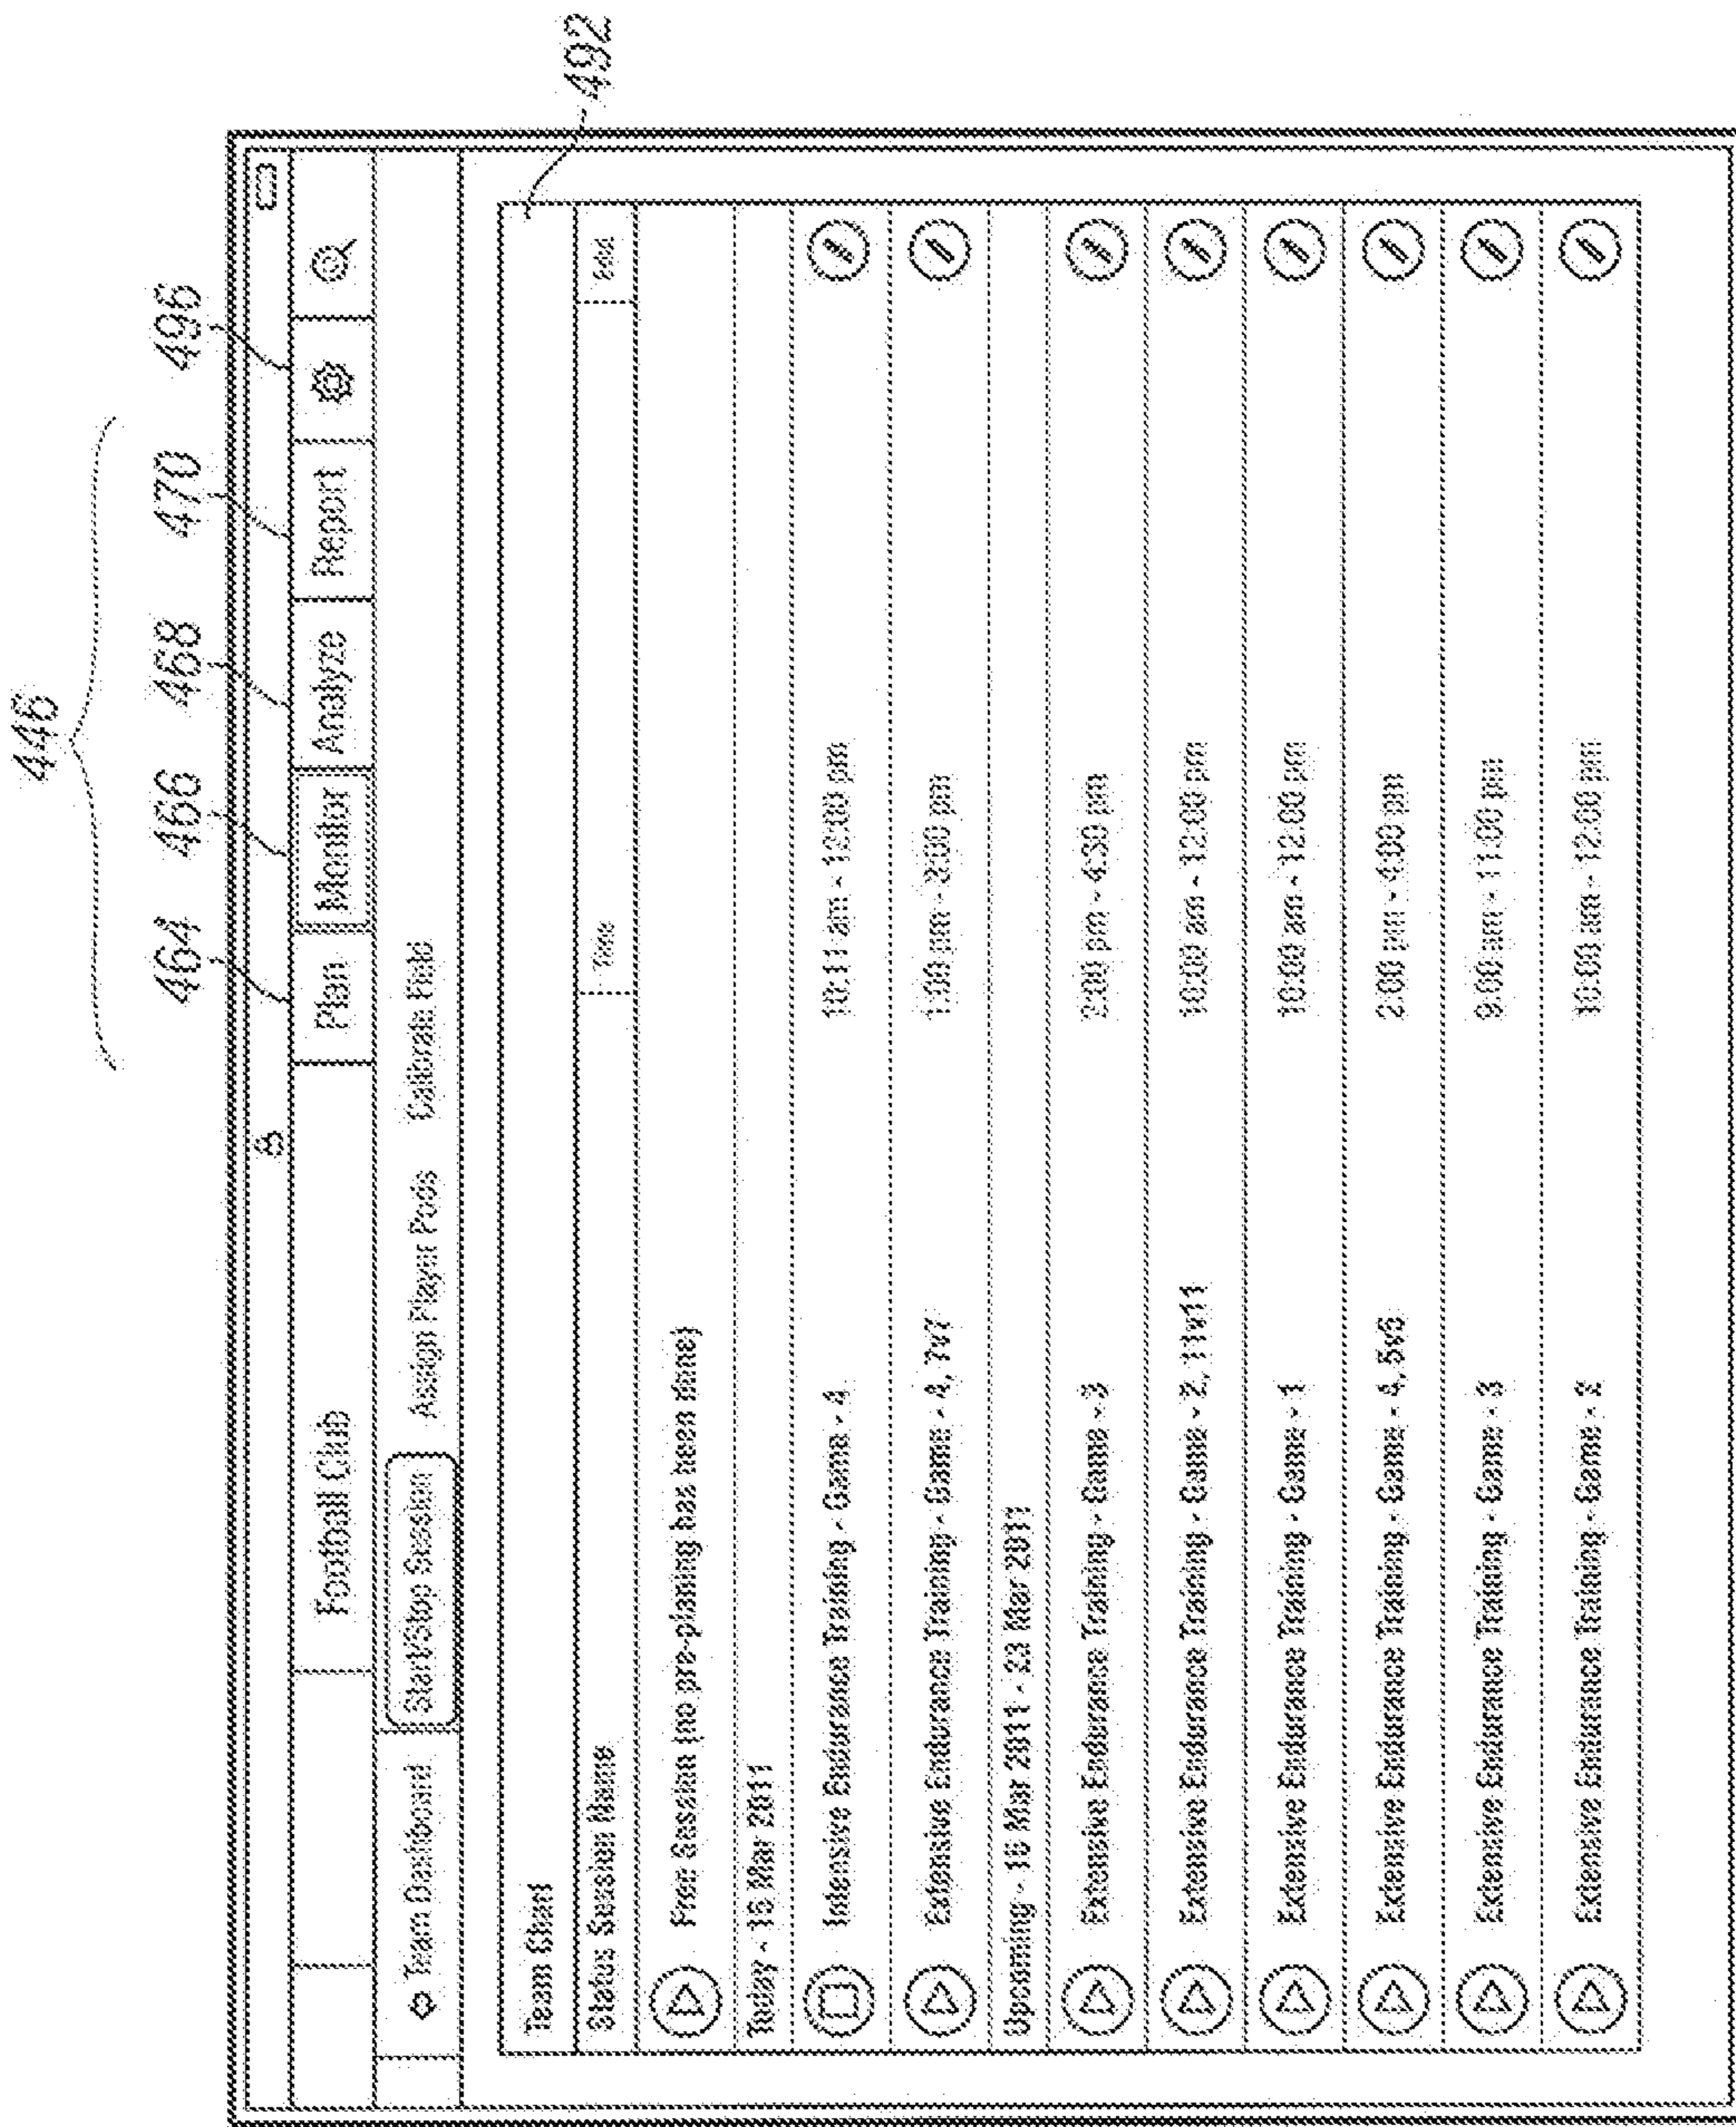 446
464 466 468 470 496
Football Club Plan Monitor Analyze Report
Team Dashboard Start/Stop Session Assign Player Pods Calibrate Field
492
Team Chart
Status Session Name Time
Free Session (no pre-planing has been done)
Today - 16 Mar 2011
Intensive Endurance Training - Game - 4 10:11 am - 12:00 pm
Extensive Endurance Training - Game - 4, 7v7 1:00 pm - 3:00 pm
Upcoming - 16 Mar 2011 - 23 Mar 2011
Extensive Endurance Training - Game - 3 2:00 pm - 4:30 pm
Extensive Endurance Training - Game - 2, 11v11 10:00 am - 12:00 pm
Extensive Endurance Training - Game - 1 10:00 am - 12:00 pm
Extensive Endurance Training - Game - 4, 5v5 2:00 pm - 4:00 pm
Extensive Endurance Training - Game - 3 9:00 am - 11:00 pm
Extensive Endurance Training - Game - 2 10:00 am - 12:00 pm